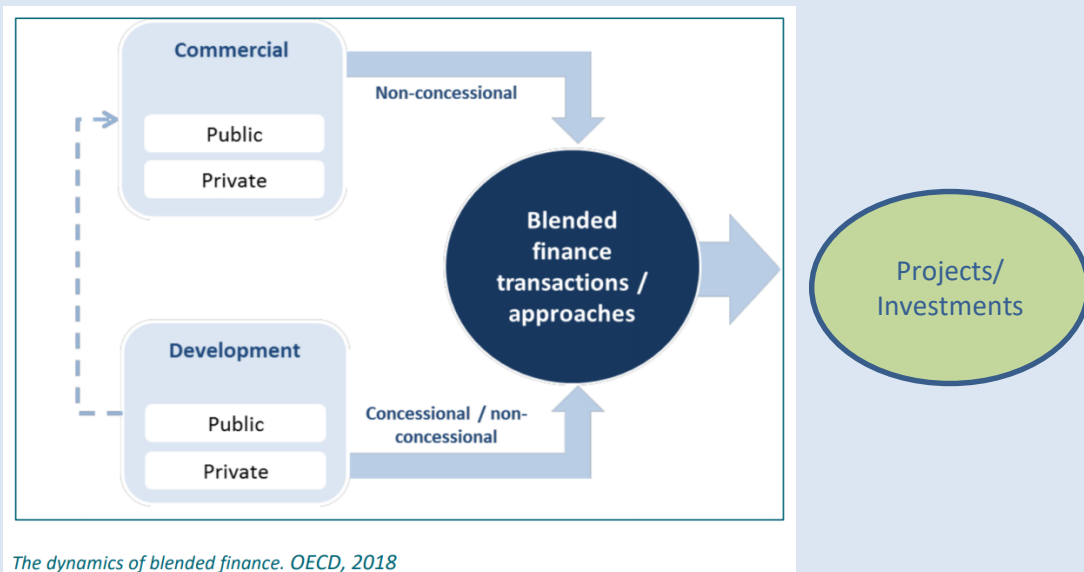 Commercial
Public
Private
Non-concessional
Blended
finance
transactions /
approaches
Projects/
Investments
Development
Public
Private
Concessional / non-
concessional
The dynamics of blended finance. OECD, 2018